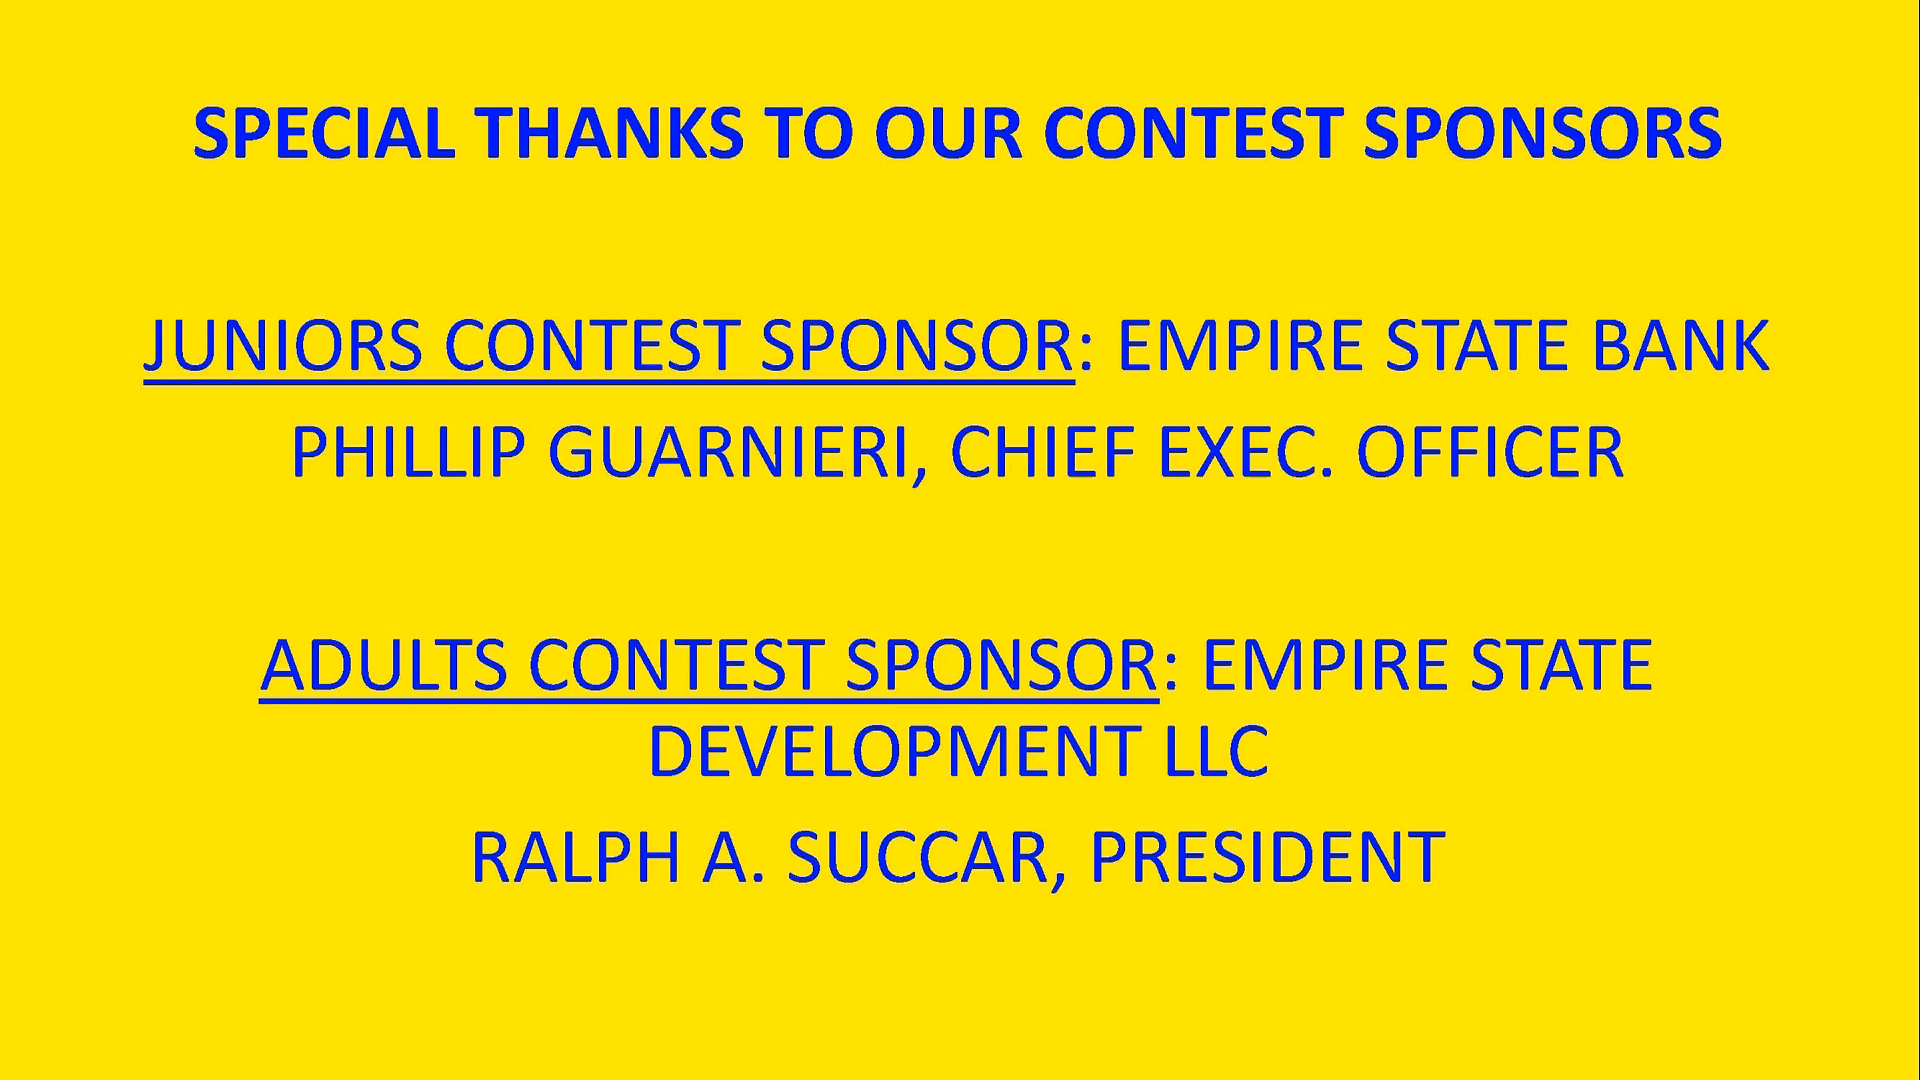 SPECIAL THANKS TO OUR CONTEST SPONSORS
JUNIORS CONTEST SPONSOR: EMPIRE STATE BANK
PHILLIP GUARNIERI, CHIEF EXEC. OFFICER
ADULTS CONTEST SPONSOR: EMPIRE STATE
DEVELOPMENT LLC
RALPH A. SUCCAR, PRESIDENT